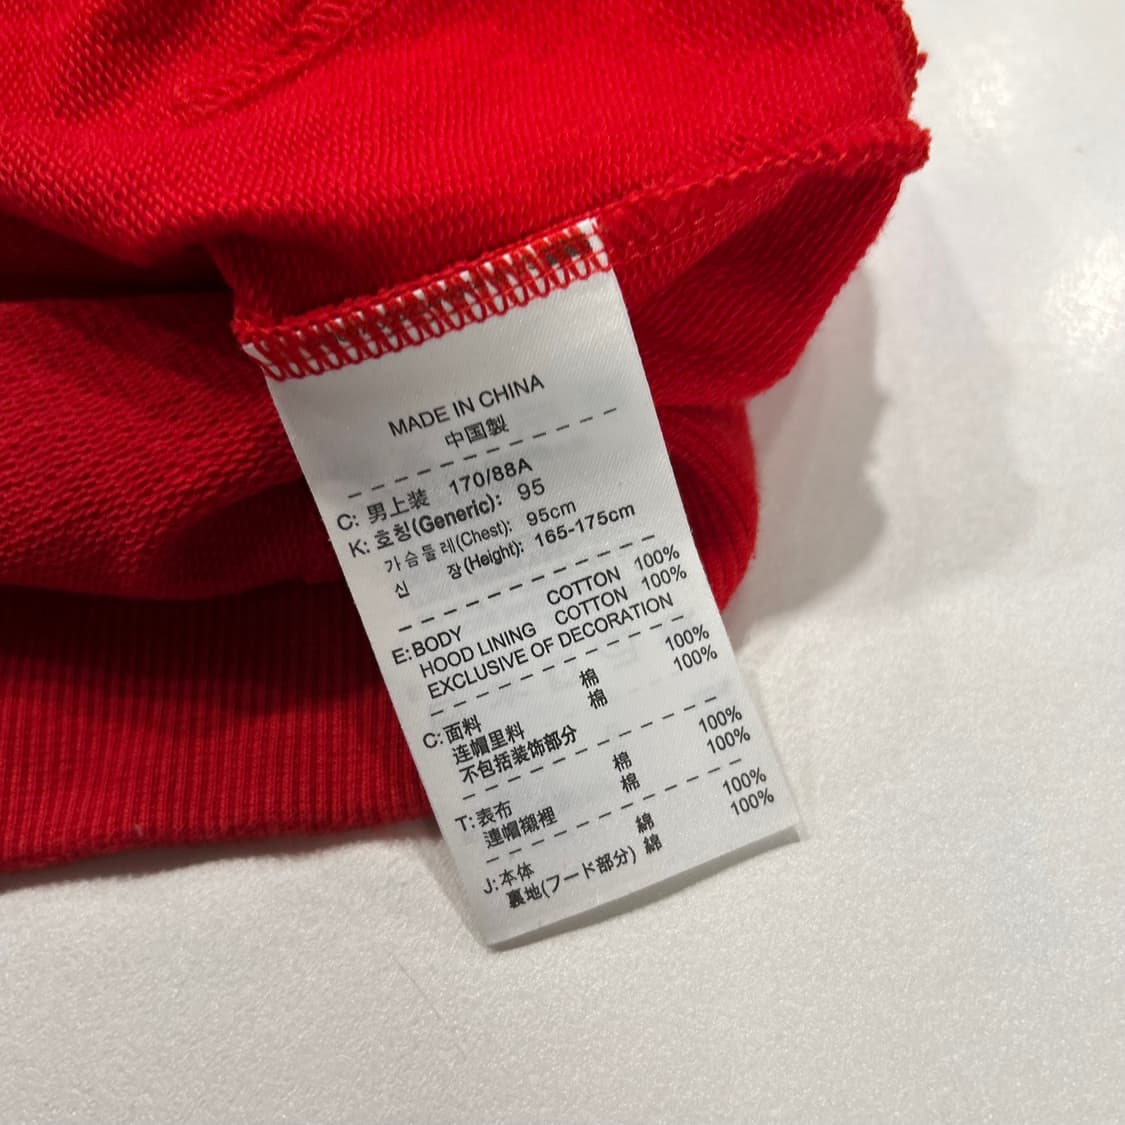 MADE IN CHINA
中国製
C: 男上装 170/88A
K: 호칭(Generic): 95
가슴둘레(Chest): 95cm
신 장(Height): 165-175cm
E: BODY COTTON 100%
HOOD LINING COTTON 100%
EXCLUSIVE OF DECORATION
C: 面料 棉 100%
连帽里料 棉 100%
不包括装饰部分
T: 表布 棉 100%
連帽襯裡 棉 100%
J: 本体 綿 100%
裏地(フード部分) 綿 100%